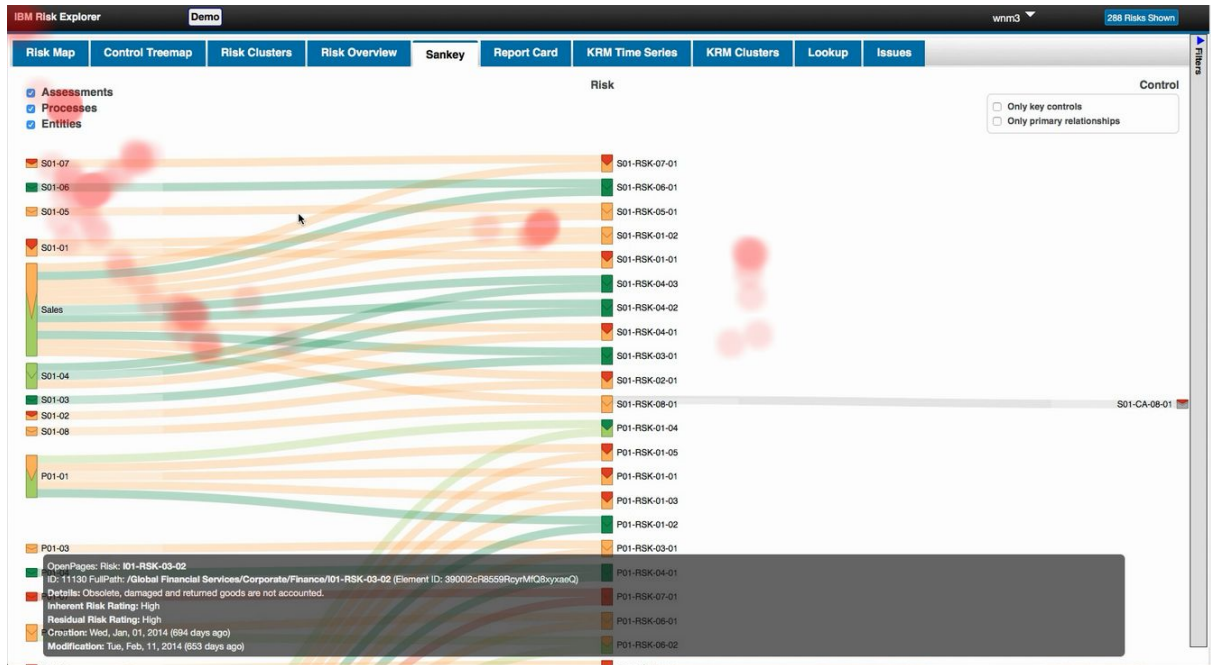 IBM Risk Explorer
Demo
wnm3
288 Risks Shown
Risk Map
Control Treemap
Risk Clusters
Risk Overview
Sankey
Report Card
KRM Time Series
KRM Clusters
Lookup
Issues
Filters
Assessments
Processes
Entities
Risk
Control
Only key controls
Only primary relationships
S01-07
S01-RSK-07-01
S01-06
S01-RSK-06-01
S01-05
S01-RSK-05-01
S01-RSK-01-02
S01-01
S01-RSK-01-01
S01-RSK-04-03
Sales
S01-RSK-04-02
S01-RSK-04-01
S01-RSK-03-01
S01-04
S01-RSK-02-01
S01-03
S01-RSK-08-01
S01-CA-08-01
S01-02
S01-08
P01-RSK-01-04
P01-RSK-01-05
P01-01
P01-RSK-01-01
P01-RSK-01-03
P01-RSK-01-02
P01-03
P01-RSK-03-01
OpenPages: Risk: I01-RSK-03-02
ID: 11130 FullPath: /Global Financial Services/Corporate/Finance/I01-RSK-03-02 (Element ID: 3900I2cR8559RcyrMfQ8xyxaeQ)
P01-RSK-04-01
Details: Obsolete, damaged and returned goods are not accounted.
P01-RSK-07-01
Inherent Risk Rating: High
Residual Risk Rating: High
P01-RSK-06-01
Creation: Wed, Jan, 01, 2014 (694 days ago)
Modification: Tue, Feb, 11, 2014 (653 days ago)
P01-RSK-06-02